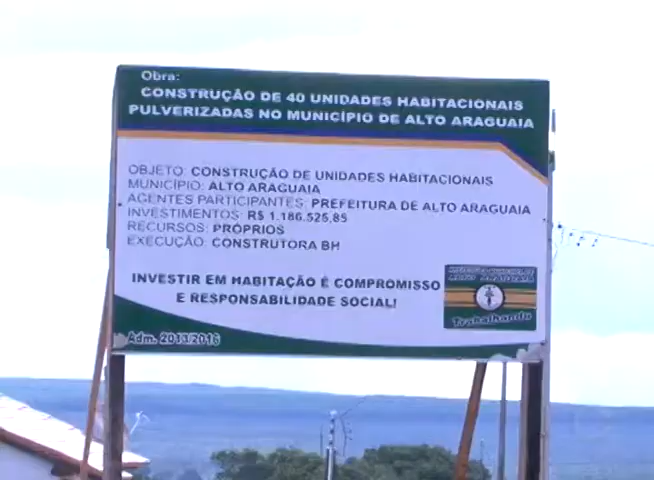 Obra:
CONSTRUÇÃO DE 40 UNIDADES HABITACIONAIS
PULVERIZADAS NO MUNICÍPIO DE ALTO ARAGUAIA
OBJETO: CONSTRUÇÃO DE UNIDADES HABITACIONAIS
MUNICÍPIO: ALTO ARAGUAIA
AGENTES PARTICIPANTES: PREFEITURA DE ALTO ARAGUAIA
INVESTIMENTOS: R$ 1.186.525,85
RECURSOS: PRÓPRIOS
EXECUÇÃO: CONSTRUTORA BH
INVESTIR EM HABITAÇÃO É COMPROMISSO
E RESPONSABILIDADE SOCIAL!
ALTO ARAGUAIA
Trabalhando
Adm. 2013/2016